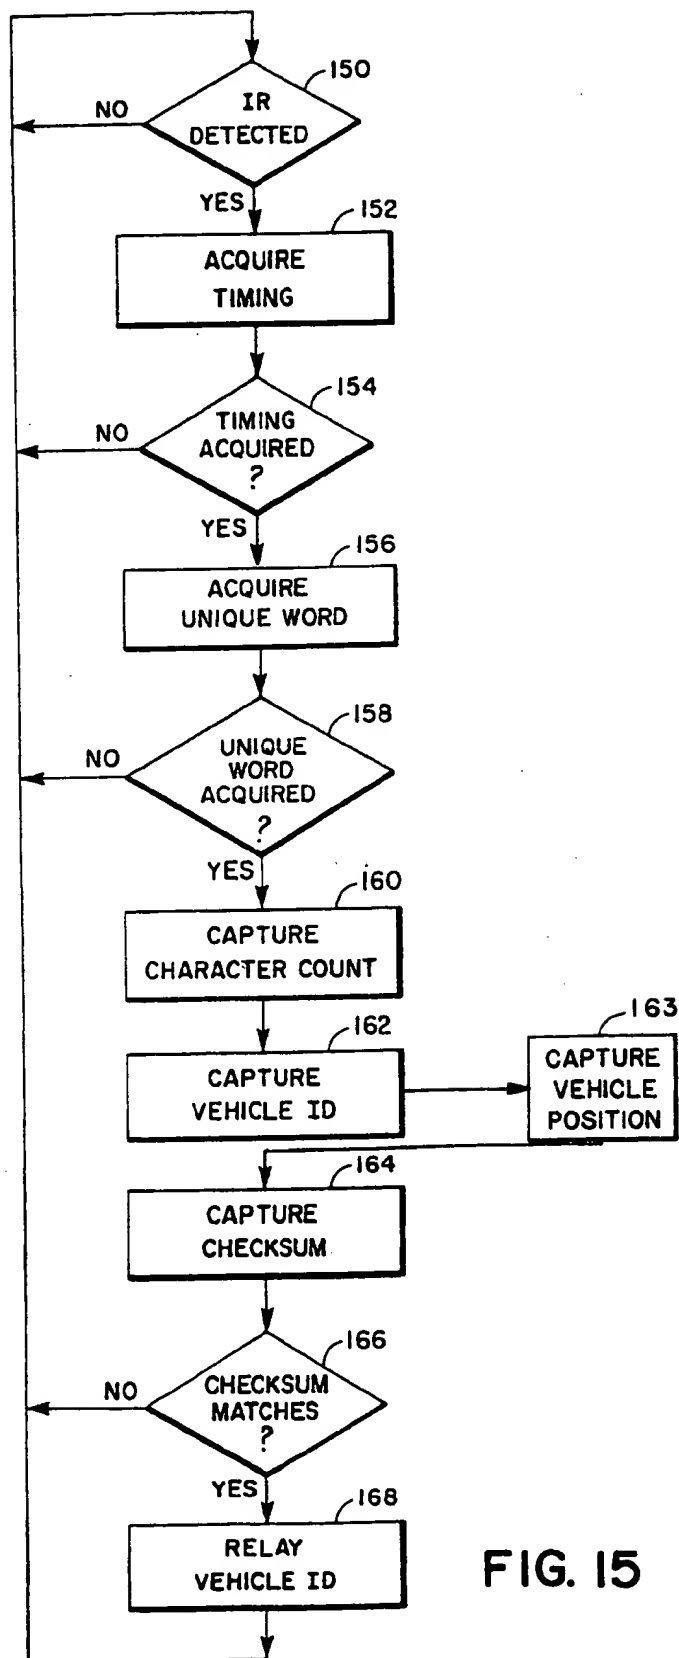 150
IR
DETECTED
NO
YES
152
ACQUIRE
TIMING
154
TIMING
ACQUIRED
?
NO
YES
156
ACQUIRE
UNIQUE WORD
158
UNIQUE
WORD
ACQUIRED
?
NO
YES
160
CAPTURE
CHARACTER COUNT
162
CAPTURE
VEHICLE ID
163
CAPTURE
VEHICLE
POSITION
164
CAPTURE
CHECKSUM
166
CHECKSUM
MATCHES
?
NO
YES
168
RELAY
VEHICLE ID
FIG. 15